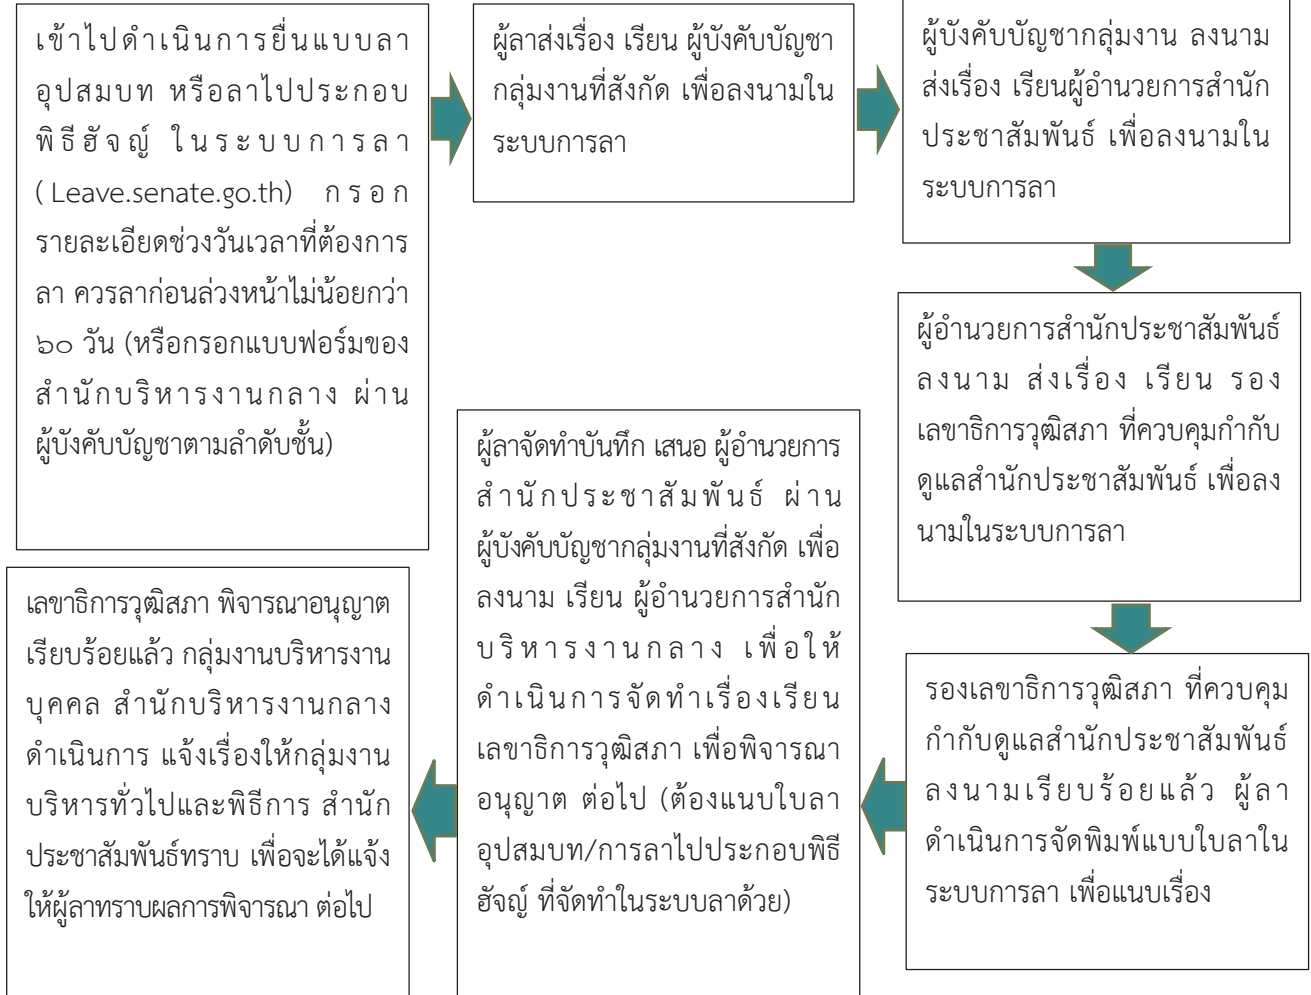 เข้าไปดำเนินการยื่นแบบลา
อุปสมบท หรือลาไปประกอบ
พิธีฮัจญ์ ในระบบการลา
(Leave.senate.go.th) กรอก
รายละเอียดช่วงวันเวลาที่ต้องการ
ลา ควรลาก่อนล่วงหน้าไม่น้อยกว่า
๖๐ วัน (หรือกรอกแบบฟอร์มของ
สำนักบริหารงานกลาง ผ่าน
ผู้บังคับบัญชาตามลำดับชั้น)
ผู้ลาส่งเรื่อง เรียน ผู้บังคับบัญชา
กลุ่มงานที่สังกัด เพื่อลงนามใน
ระบบการลา
ผู้บังคับบัญชากลุ่มงาน ลงนาม
ส่งเรื่อง เรียนผู้อำนวยการสำนัก
ประชาสัมพันธ์ เพื่อลงนามใน
ระบบการลา
ผู้อำนวยการสำนักประชาสัมพันธ์
ลงนาม ส่งเรื่อง เรียน รอง
เลขาธิการวุฒิสภา ที่ควบคุมกำกับ
ดูแลสำนักประชาสัมพันธ์ เพื่อลง
นามในระบบการลา
รองเลขาธิการวุฒิสภา ที่ควบคุม
กำกับดูแลสำนักประชาสัมพันธ์
ลงนามเรียบร้อยแล้ว ผู้ลา
ดำเนินการจัดพิมพ์แบบใบลาใน
ระบบการลา เพื่อแนบเรื่อง
ผู้ลาจัดทำบันทึก เสนอ ผู้อำนวยการ
สำนักประชาสัมพันธ์ ผ่าน
ผู้บังคับบัญชากลุ่มงานที่สังกัด เพื่อ
ลงนาม เรียน ผู้อำนวยการสำนัก
บริหารงานกลาง เพื่อให้
ดำเนินการจัดทำเรื่องเรียน
เลขาธิการวุฒิสภา เพื่อพิจารณา
อนุญาต ต่อไป (ต้องแนบใบลา
อุปสมบท/การลาไปประกอบพิธี
ฮัจญ์ ที่จัดทำในระบบลาด้วย)
เลขาธิการวุฒิสภา พิจารณาอนุญาต
เรียบร้อยแล้ว กลุ่มงานบริหารงาน
บุคคล สำนักบริหารงานกลาง
ดำเนินการ แจ้งเรื่องให้กลุ่มงาน
บริหารทั่วไปและพิธีการ สำนัก
ประชาสัมพันธ์ทราบ เพื่อจะได้แจ้ง
ให้ผู้ลาทราบผลการพิจารณา ต่อไป